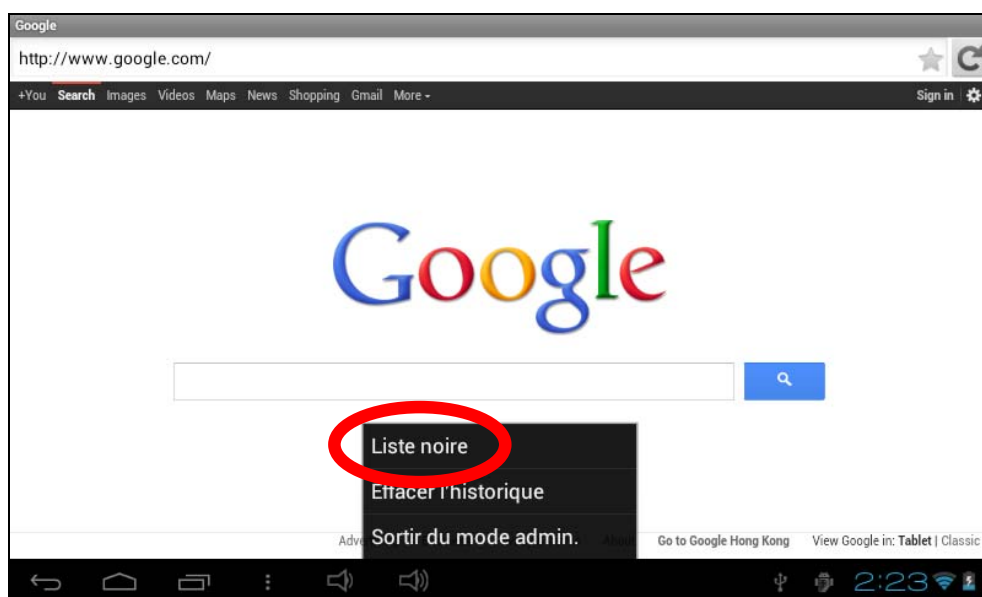 Google
http://www.google.com/
+You Search Images Videos Maps News Shopping Gmail More Sign in
Google
Liste noire
Effacer l'historique
Sortir du mode admin.
Go to Google Hong Kong View Google in: Tablet | Classic
2:23